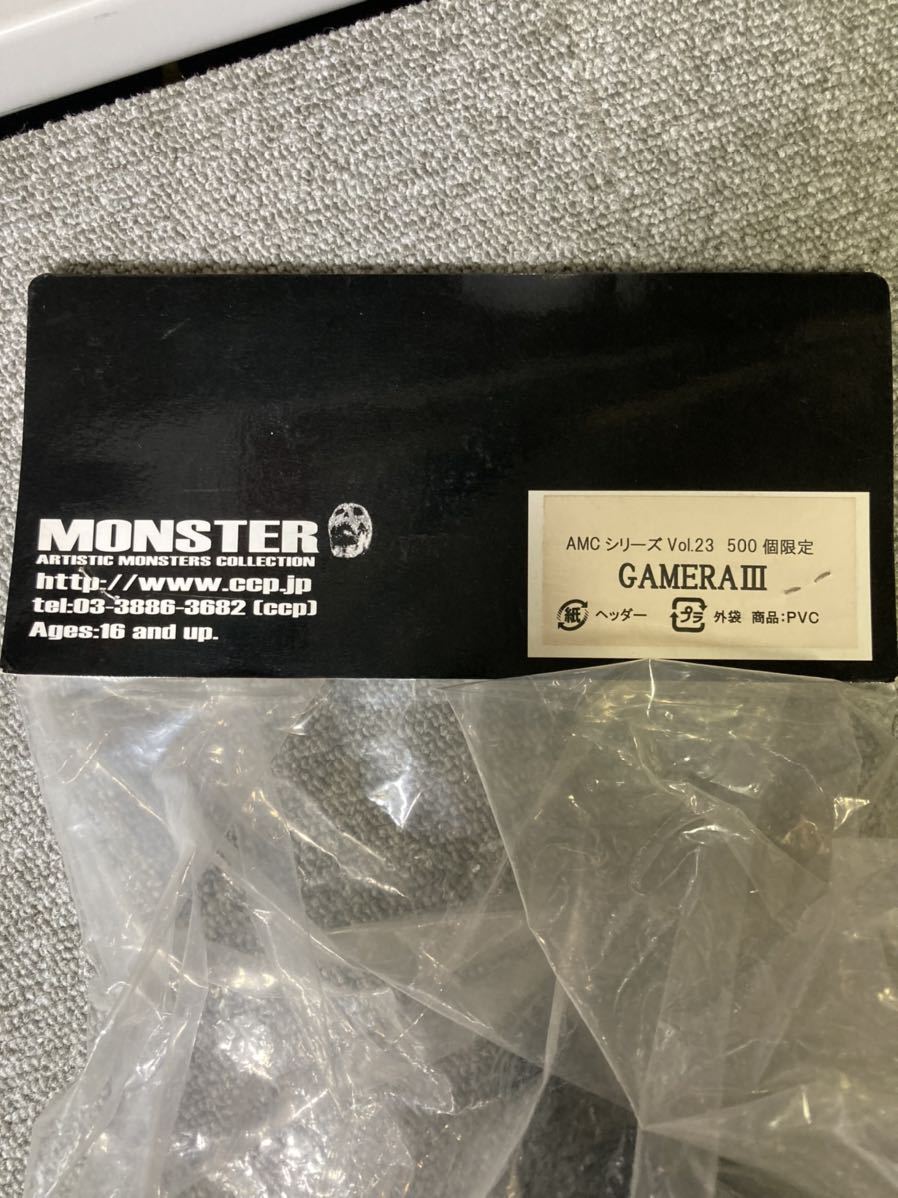 MONSTER
ARTISTIC MONSTERS COLLECTION
http://www.ccp.jp
tel:03-3886-3682 (ccp)
Ages:16 and up.
AMC シリーズ Vol.23 500 個限定
GAMERAⅢ
紙 ヘッダー プラ 外袋 商品:PVC